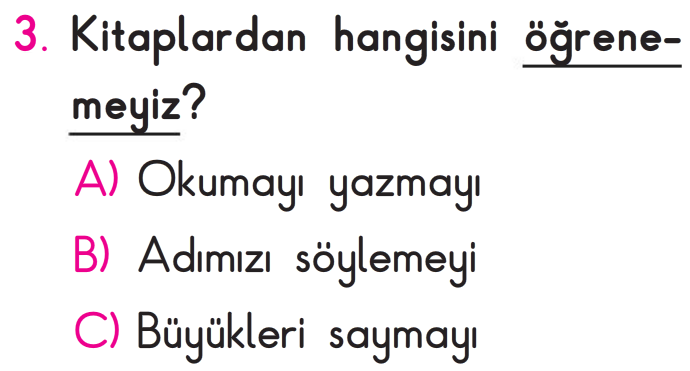 3. Kitaplardan hangisini öğrene-
meyiz?
A) Okumayı yazmayı
B) Adımızı söylemeyi
C) Büyükleri saymayı